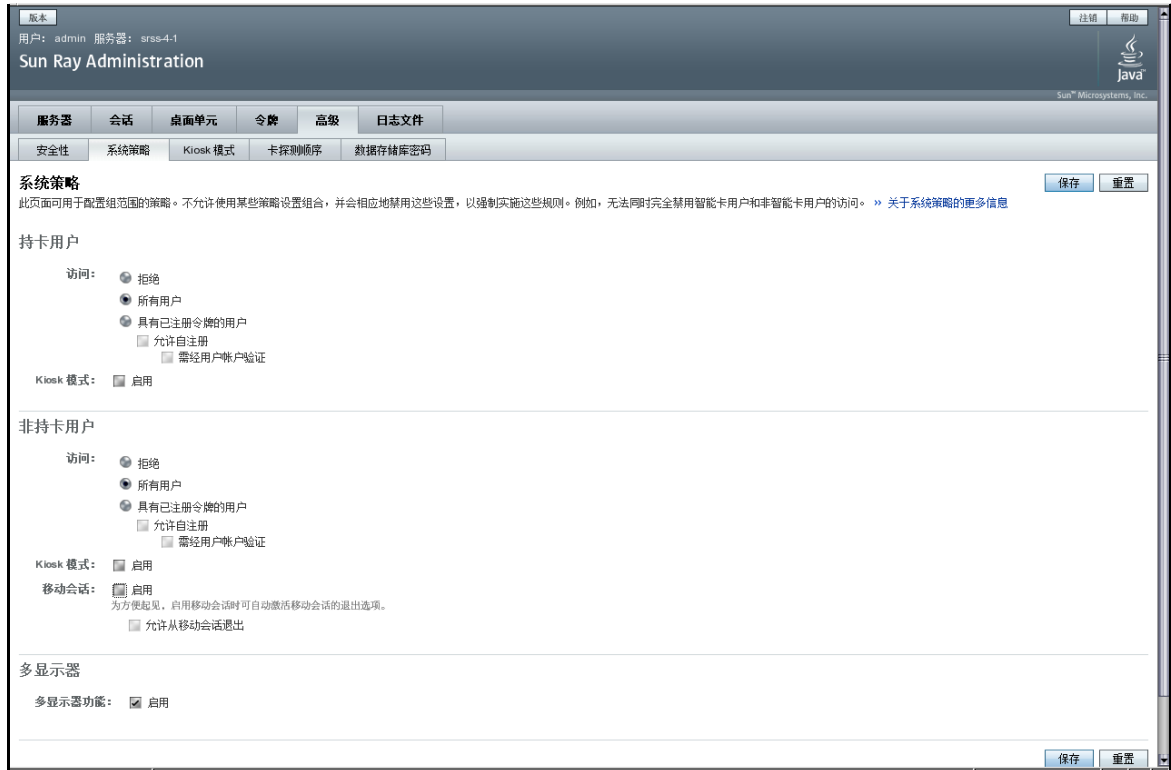 版本
注销 帮助
用户： admin 服务器： srss-4-1
Sun Ray Administration
Java™
Sun™ Microsystems, Inc.
服务器 会话 桌面单元 令牌 高级 日志文件
安全性 系统策略 Kiosk 模式 卡探测顺序 数据存储库密码
系统策略
保存 重置
此页面可用于配置组范围的策略。不允许使用某些策略设置组合，并会相应地禁用这些设置，以强制实施这些规则。例如，无法同时完全禁用智能卡用户和非智能卡用户的访问。 » 关于系统策略的更多信息
持卡用户
访问： 拒绝
所有用户
具有已注册令牌的用户
允许自注册
需经用户帐户验证
Kiosk 模式： 启用
非持卡用户
访问： 拒绝
所有用户
具有已注册令牌的用户
允许自注册
需经用户帐户验证
Kiosk 模式： 启用
移动会话： 启用
为方便起见，启用移动会话时可自动激活移动会话的退出选项。
允许从移动会话退出
多显示器
多显示器功能： 启用
保存 重置